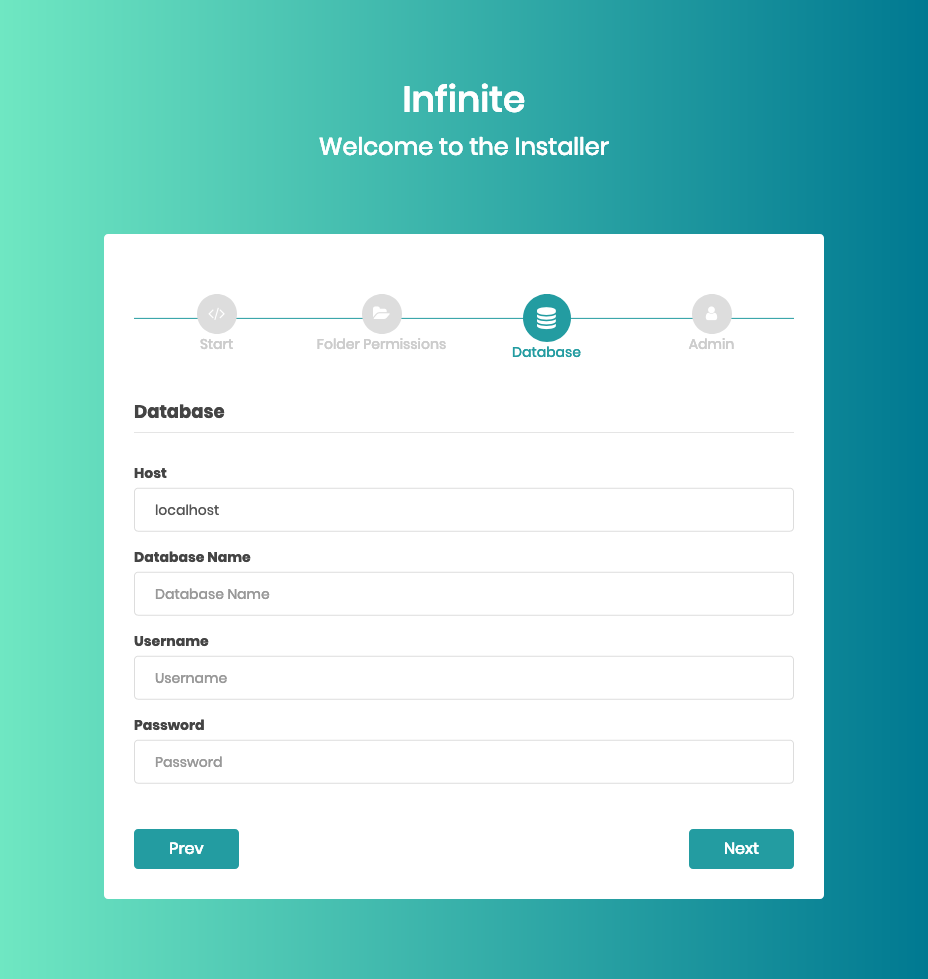 Infinite
Welcome to the Installer
Start
Folder Permissions
Database
Admin
Database
Host
localhost
Database Name
Database Name
Username
Username
Password
Password
Prev
Next